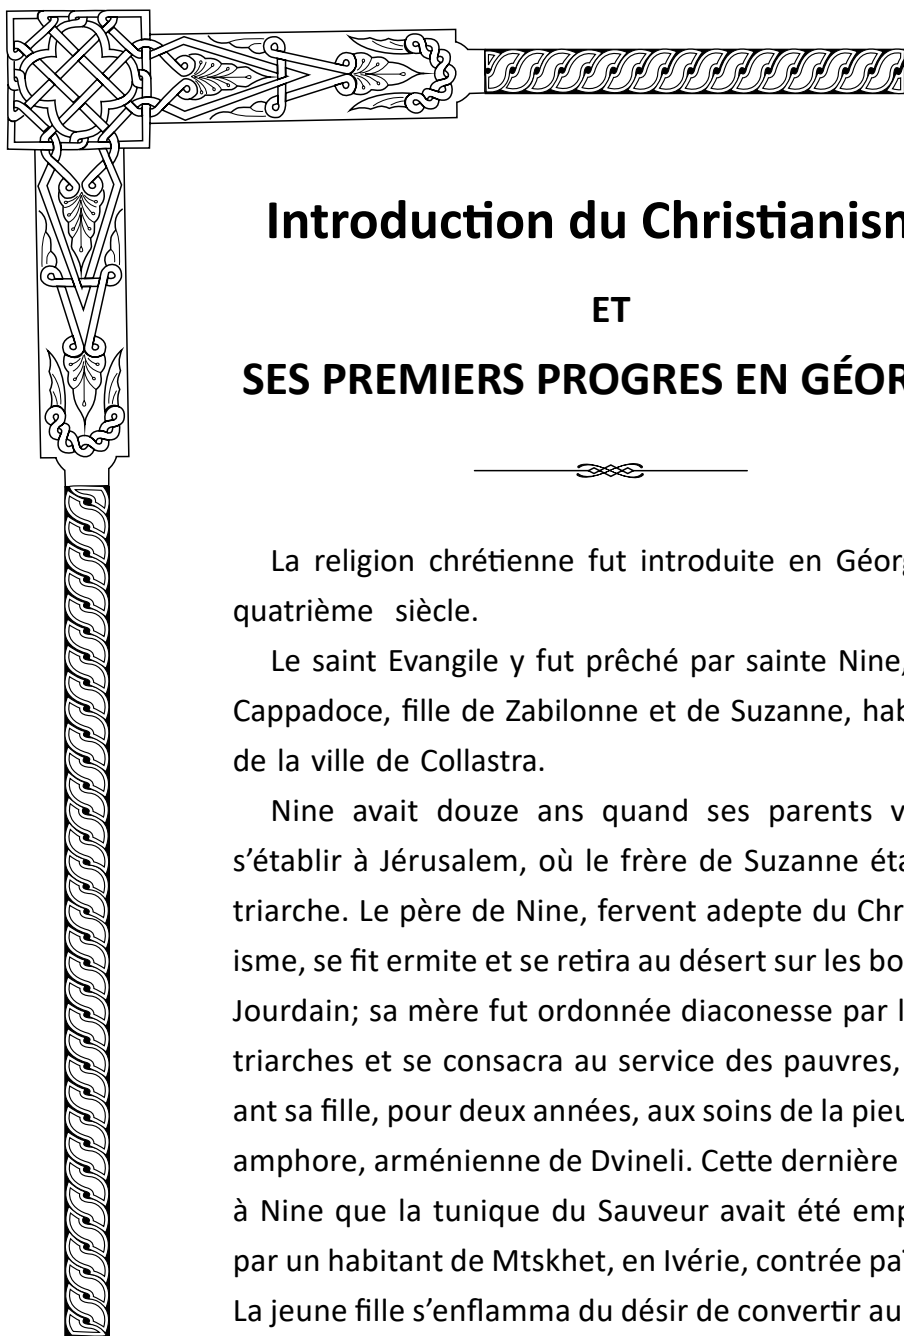 Introduction du Christianism
ET
SES PREMIERS PROGRES EN GÉOR
La religion chrétienne fut introduite en Géorg
quatrième siècle.
Le saint Evangile y fut prêché par sainte Nine,
Cappadoce, fille de Zabilonne et de Suzanne, hab
de la ville de Collastra.
Nine avait douze ans quand ses parents v
s’établir à Jérusalem, où le frère de Suzanne éta
triarche. Le père de Nine, fervent adepte du Chr
isme, se fit ermite et se retira au désert sur les bo
Jourdain; sa mère fut ordonnée diaconesse par l
triarches et se consacra au service des pauvres,
ant sa fille, pour deux années, aux soins de la pieu
amphore, arménienne de Dvineli. Cette dernière
à Nine que la tunique du Sauveur avait été emp
par un habitant de Mtskhet, en Ivérie, contrée paï
La jeune fille s’enflamma du désir de convertir au